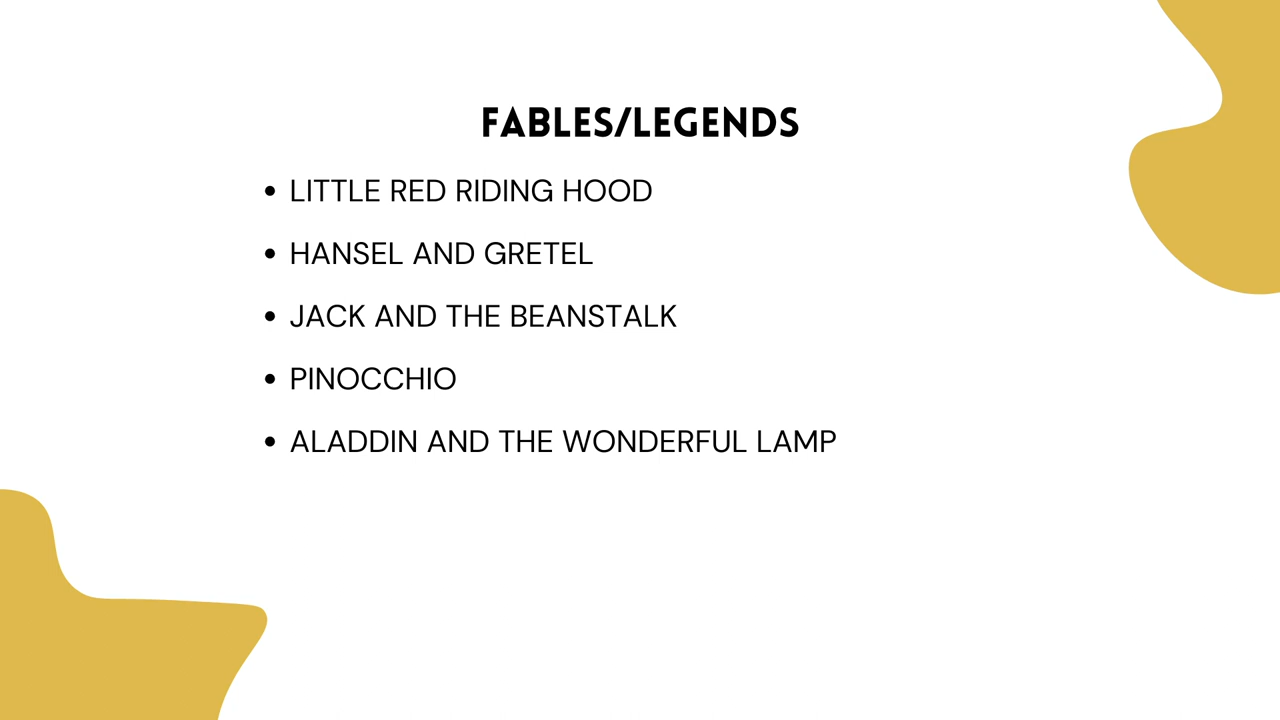 FABLES/LEGENDS
• LITTLE RED RIDING HOOD
• HANSEL AND GRETEL
• JACK AND THE BEANSTALK
• PINOCCHIO
• ALADDIN AND THE WONDERFUL LAMP